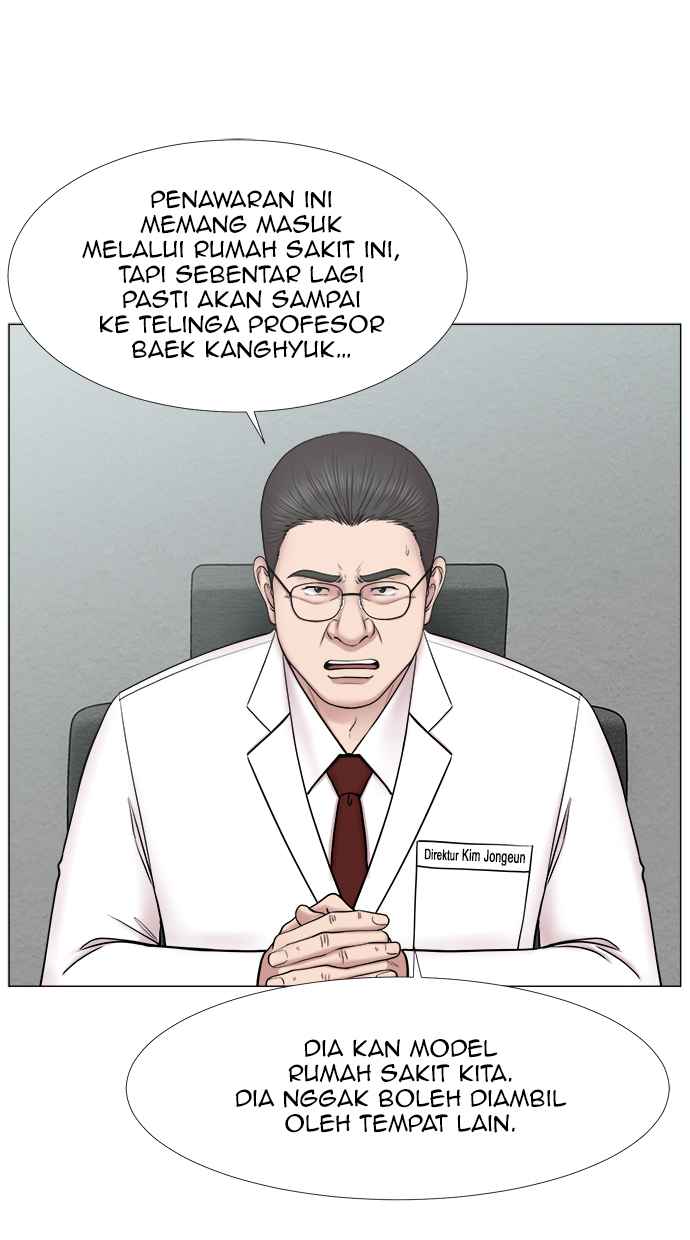 PENAWARAN INI
MEMANG MASUK
MELALUI RUMAH SAKIT INI,
TAPI SEBENTAR LAGI
PASTI AKAN SAMPAI
KE TELINGA PROFESOR
BAEK KANGHYUK...
Direktur Kim Jongeun
DIA KAN MODEL
RUMAH SAKIT KITA.
DIA NGGAK BOLEH DIAMBIL
OLEH TEMPAT LAIN.